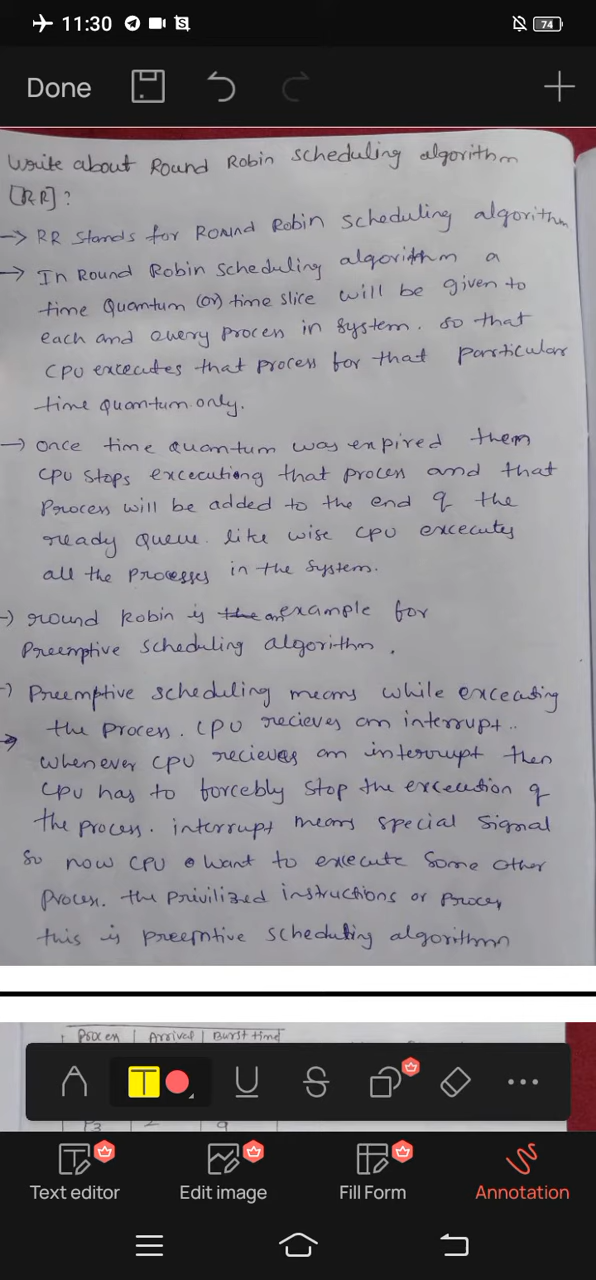 11:30
74
Done
Write about Round Robin scheduling algorithm
[RR]?
→ RR Stands for Round Robin scheduling algorithm
→ In Round Robin scheduling algorithm a
time Quantum (or) time slice will be given to
each and every process in system. so that
CPU excecutes that process for that particular
time quantum only.
→ once time quantum was expired them
CPU stops excecutiong that process and that
Process will be added to the end of the
ready Queue. like wise CPU excecutes
all the processes in the System.
→ round Robin is the an example for
Preemptive Scheduling algorithm.
→ Preemptive scheduling means while exceating
the process. CPU recieves an interrupt..
→ whenever CPU recieves an interrupt then
CPU has to forcebly stop the excecution of
the process. interrupt means special signal
So now CPU want to execute Some other
Process. the privilized instructions or process
this is preemptive scheduling algorithm
Process | Arrival | Burst time
T
P3 2 9
Text editor
Edit image
Fill Form
Annotation